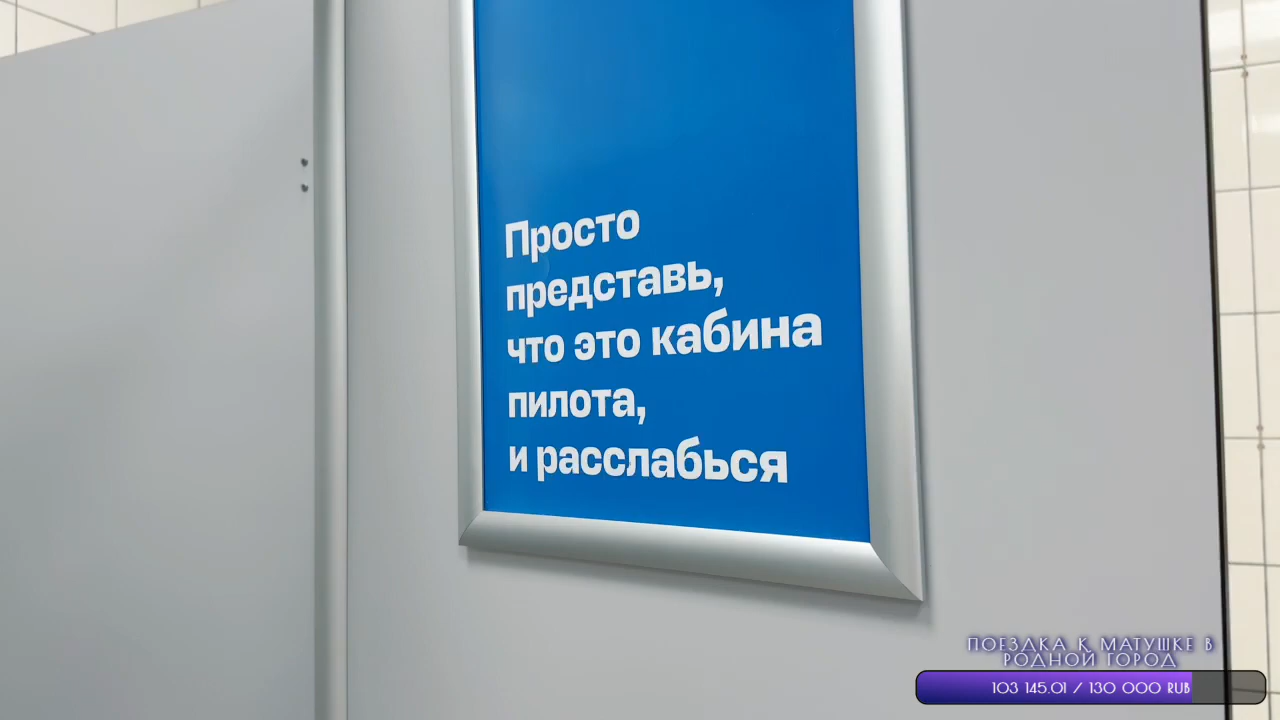 Просто
представь,
что это кабина
пилота,
и расслабься
ПОЕЗДКА К МАТУШКЕ В
РОДНОЙ ГОРОД
103 145.01 / 130 000 RUB